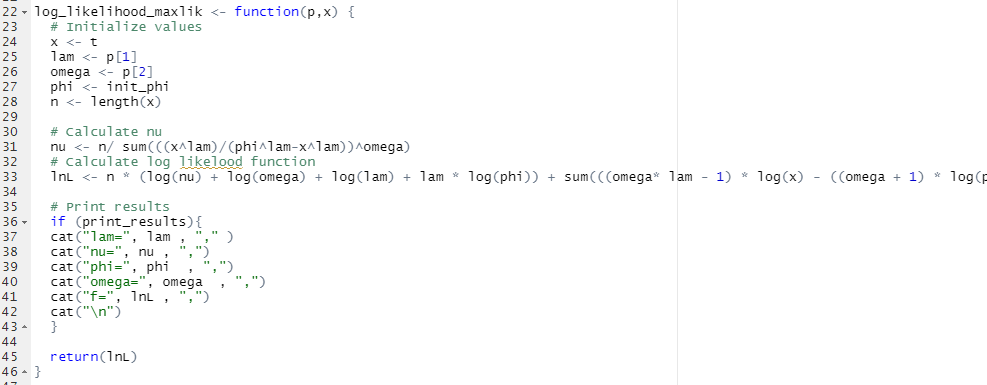 22 log_likelihood_maxlik <- function(p,x) {
23 # Initialize values
24 x <- t
25 lam <- p[1]
26 omega <- p[2]
27 phi <- init_phi
28 n <- length(x)
29
30 # Calculate nu
31 nu <- n/ sum(((x^lam)/(phi^lam-x^lam))^omega)
32 # Calculate log likelood function
33 lnL <- n * (log(nu) + log(omega) + log(lam) + lam * log(phi)) + sum(((omega* lam - 1) * log(x) - ((omega + 1) * log(p
34
35 # Print results
36 if (print_results){
37 cat("lam=", lam , "," )
38 cat("nu=", nu , ",")
39 cat("phi=", phi , ",")
40 cat("omega=", omega , ",")
41 cat("f=", lnL , ",")
42 cat("\n")
43 }
44
45 return(lnL)
46 }